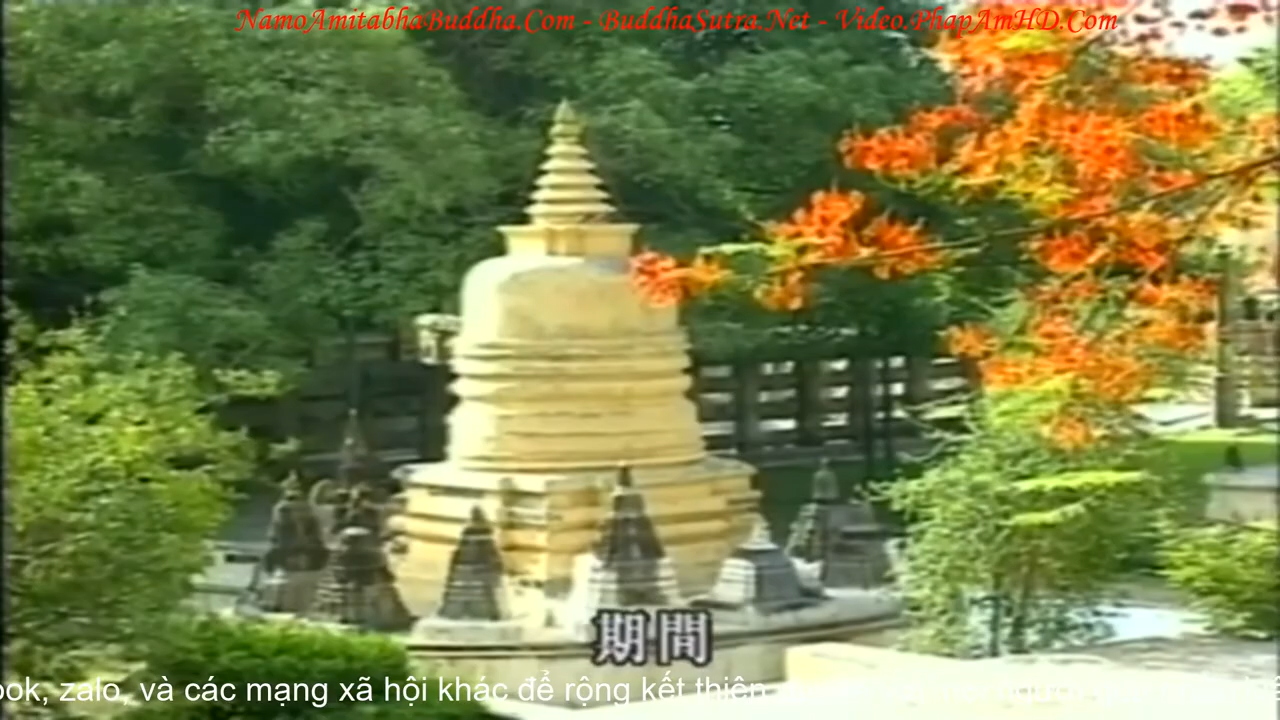 NamoAmitabhaBuddha.Com - BuddhaSutra.Net - Video.PhapAmHD.Com
期間
ook, zalo, và các mạng xã hội khác để rộng kết thiện